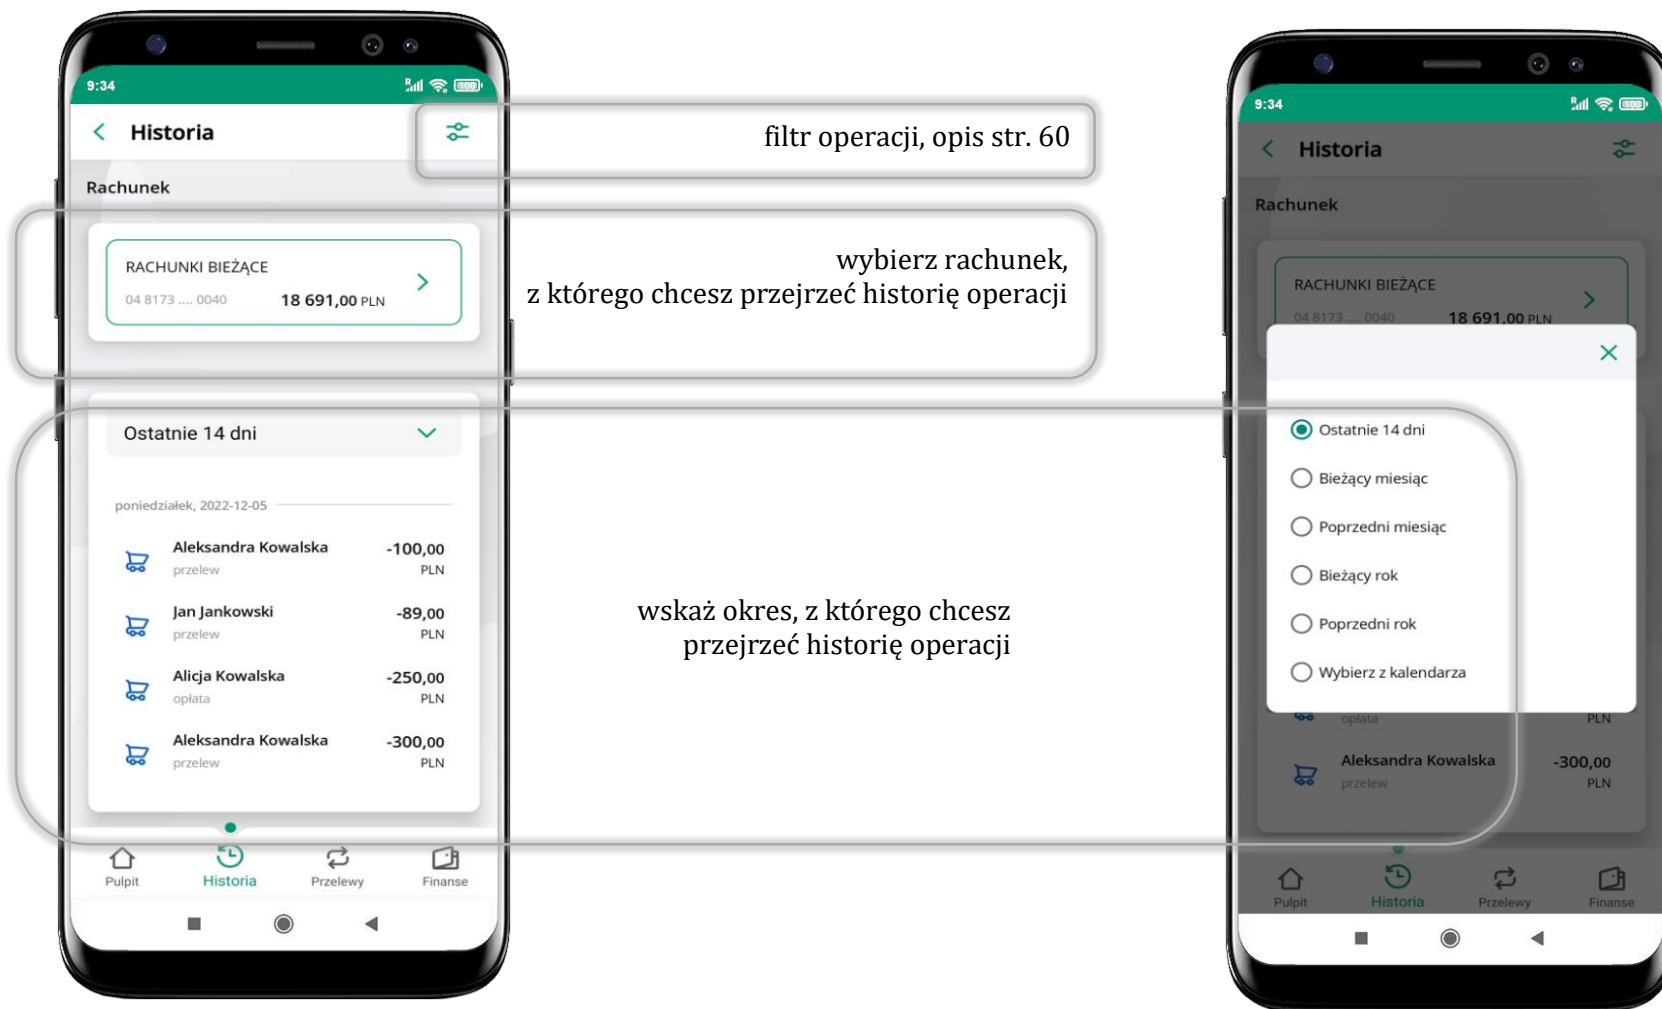 9:34
Historia
filtr operacji, opis str. 60
Rachunek
RACHUNKI BIEŻĄCE
04 8173 .... 0040 18 691,00 PLN
wybierz rachunek,
z którego chcesz przejrzeć historię operacji
Ostatnie 14 dni
poniedziałek, 2022-12-05
Aleksandra Kowalska -100,00
przelew PLN
Jan Jankowski -89,00
przelew PLN
Alicja Kowalska -250,00
opłata PLN
Aleksandra Kowalska -300,00
przelew PLN
wskaż okres, z którego chcesz
przejrzeć historię operacji
Pulpit Historia Przelewy Finanse
9:34
Historia
Rachunek
RACHUNKI BIEŻĄCE
04 8173 .... 0040 18 691,00 PLN
Ostatnie 14 dni
Bieżący miesiąc
Poprzedni miesiąc
Bieżący rok
Poprzedni rok
Wybierz z kalendarza
opłata PLN
Aleksandra Kowalska -300,00
przelew PLN
Pulpit Historia Przelewy Finanse